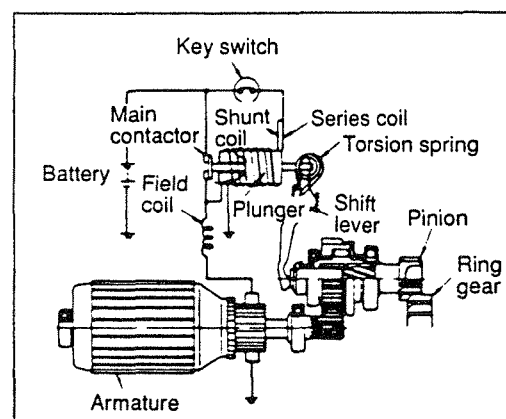 Key switch
Main
contactor
Shunt
coil
Series coil
Torsion spring
Battery
Field
coil
Plunger
Shift
lever
Pinion
Ring
gear
Armature